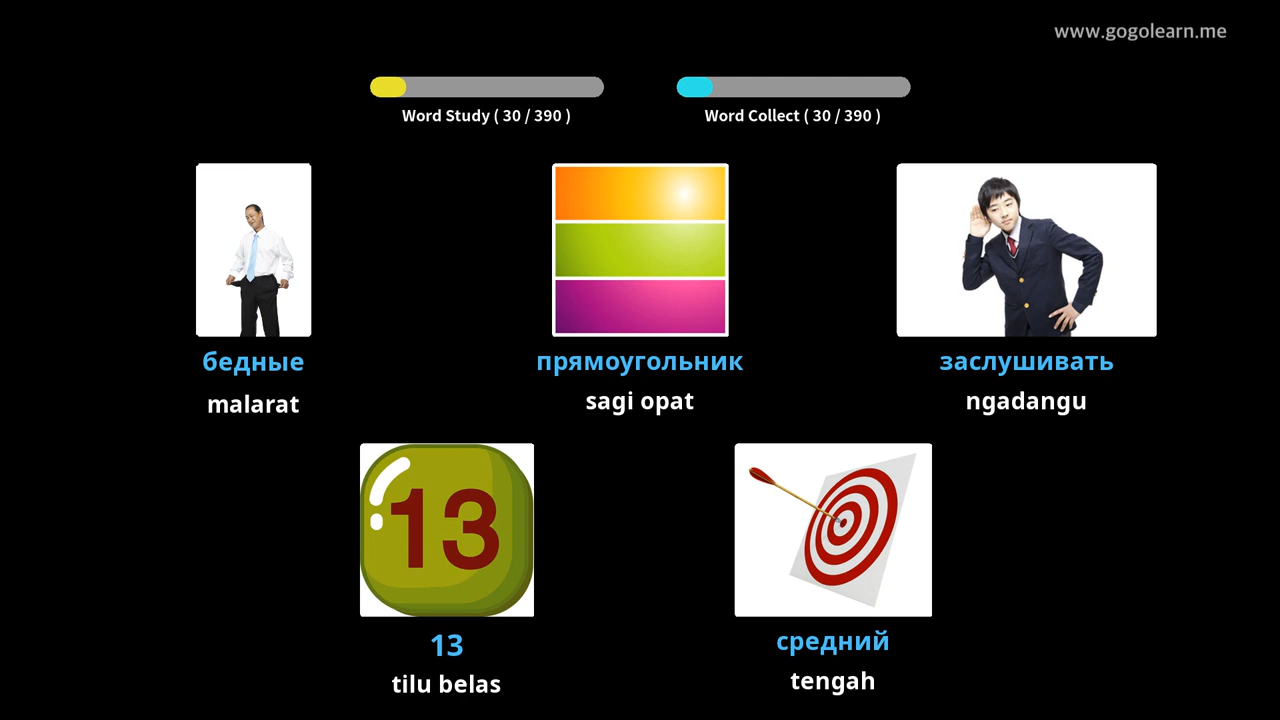 www.gogolearn.me
Word Study ( 30 / 390 )
Word Collect ( 30 / 390 )
бедные
malarat
прямоугольник
sagi opat
заслушивать
ngadangu
13
13
tilu belas
средний
tengah